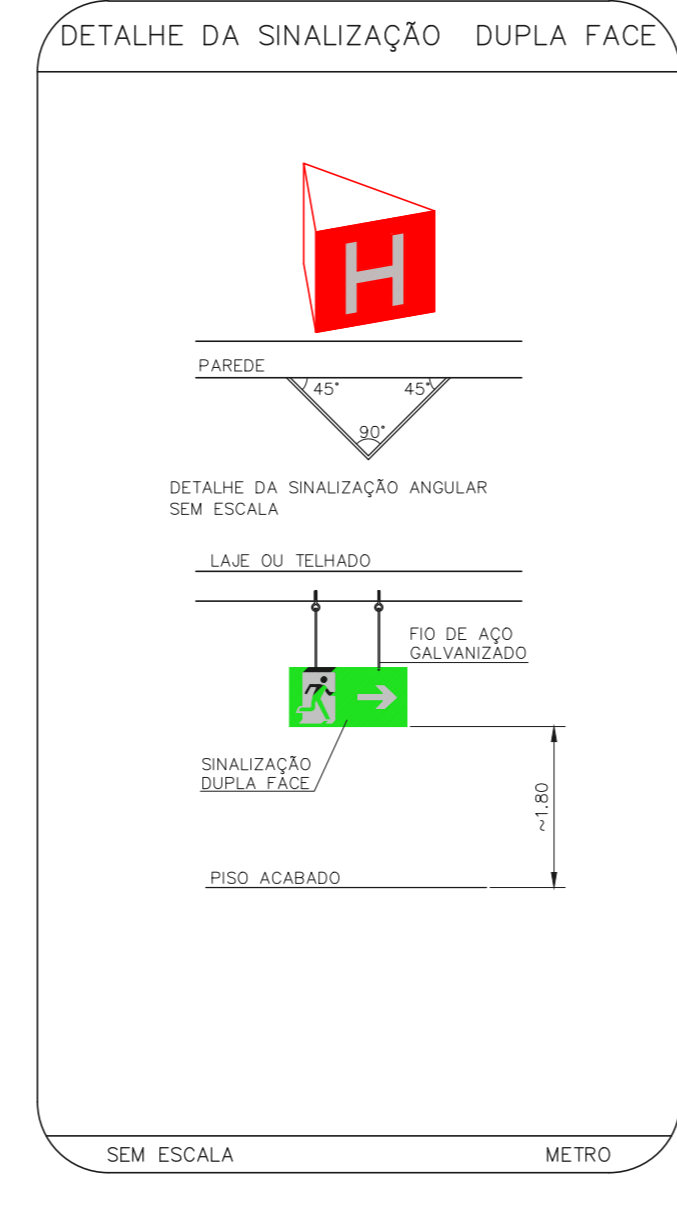 DETALHE DA SINALIZAÇÃO DUPLA FACE
H
PAREDE
45°
45°
90°
DETALHE DA SINALIZAÇÃO ANGULAR
SEM ESCALA
LAJE OU TELHADO
FIO DE AÇO
GALVANIZADO
SINALIZAÇÃO
DUPLA FACE
~1.80
PISO ACABADO
SEM ESCALA
METRO